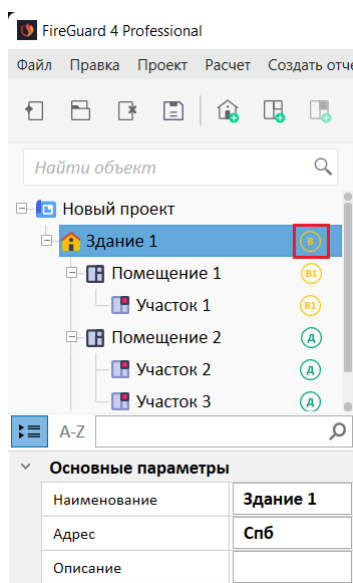 FireGuard 4 Professional
Файл Правка Проект Расчет Создать отче
Найти объект
Новый проект
Здание 1 В
Помещение 1 В1
Участок 1 В1
Помещение 2 Д
Участок 2 Д
Участок 3 Д
A-Z
Основные параметры
Наименование Здание 1
Адрес Спб
Описание